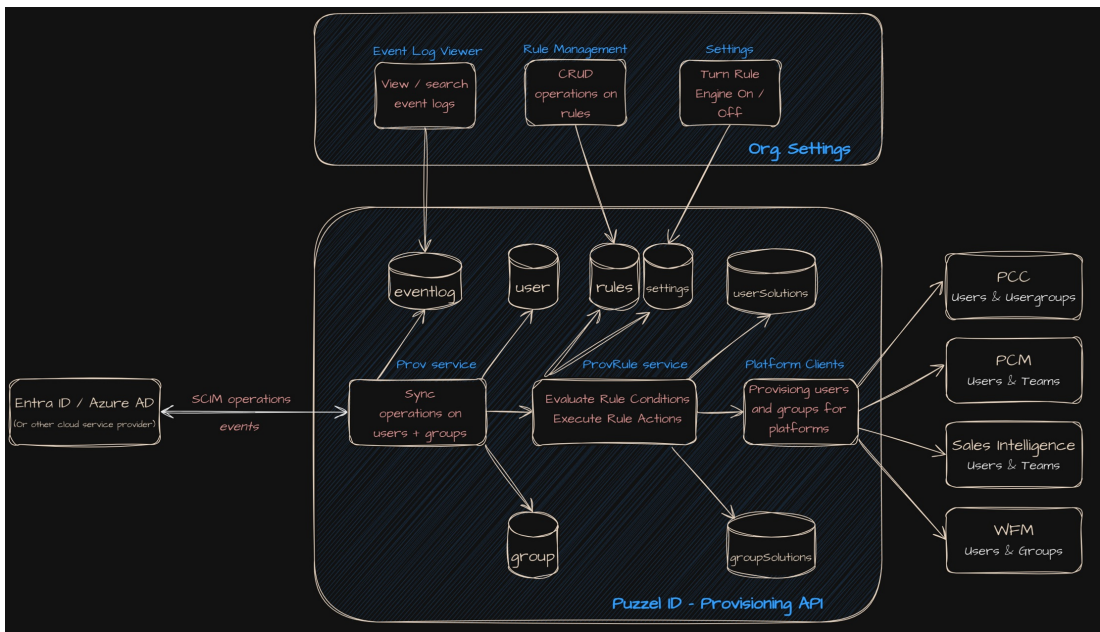 Event Log Viewer
View / search
event logs
Rule Management
CRUD
operations on
rules
Settings
Turn Rule
Engine On /
Off
Org. Settings
eventlog
user
rules
settings
userSolutions
Prov service
Sync
operations on
users + groups
ProvRule service
Evaluate Rule Conditions
Execute Rule Actions
Platform Clients
Provisiong users
and groups for
platforms
Entra ID / Azure AD
(Or other cloud service provider)
SCIM operations
events
group
groupSolutions
Puzzel ID - Provisioning API
PCC
Users & Usergroups
PCM
Users & Teams
Sales Intelligence
Users & Teams
WFM
Users & Groups